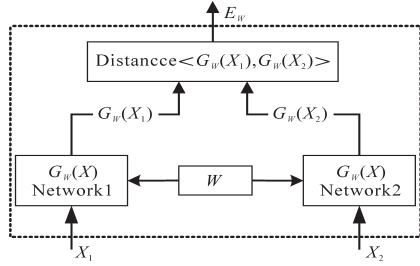 E_W
Distancce<G_W(X_1),G_W(X_2)>
G_W(X_1)
G_W(X_2)
G_W(X)
Network1
W
G_W(X)
Network2
X_1
X_2